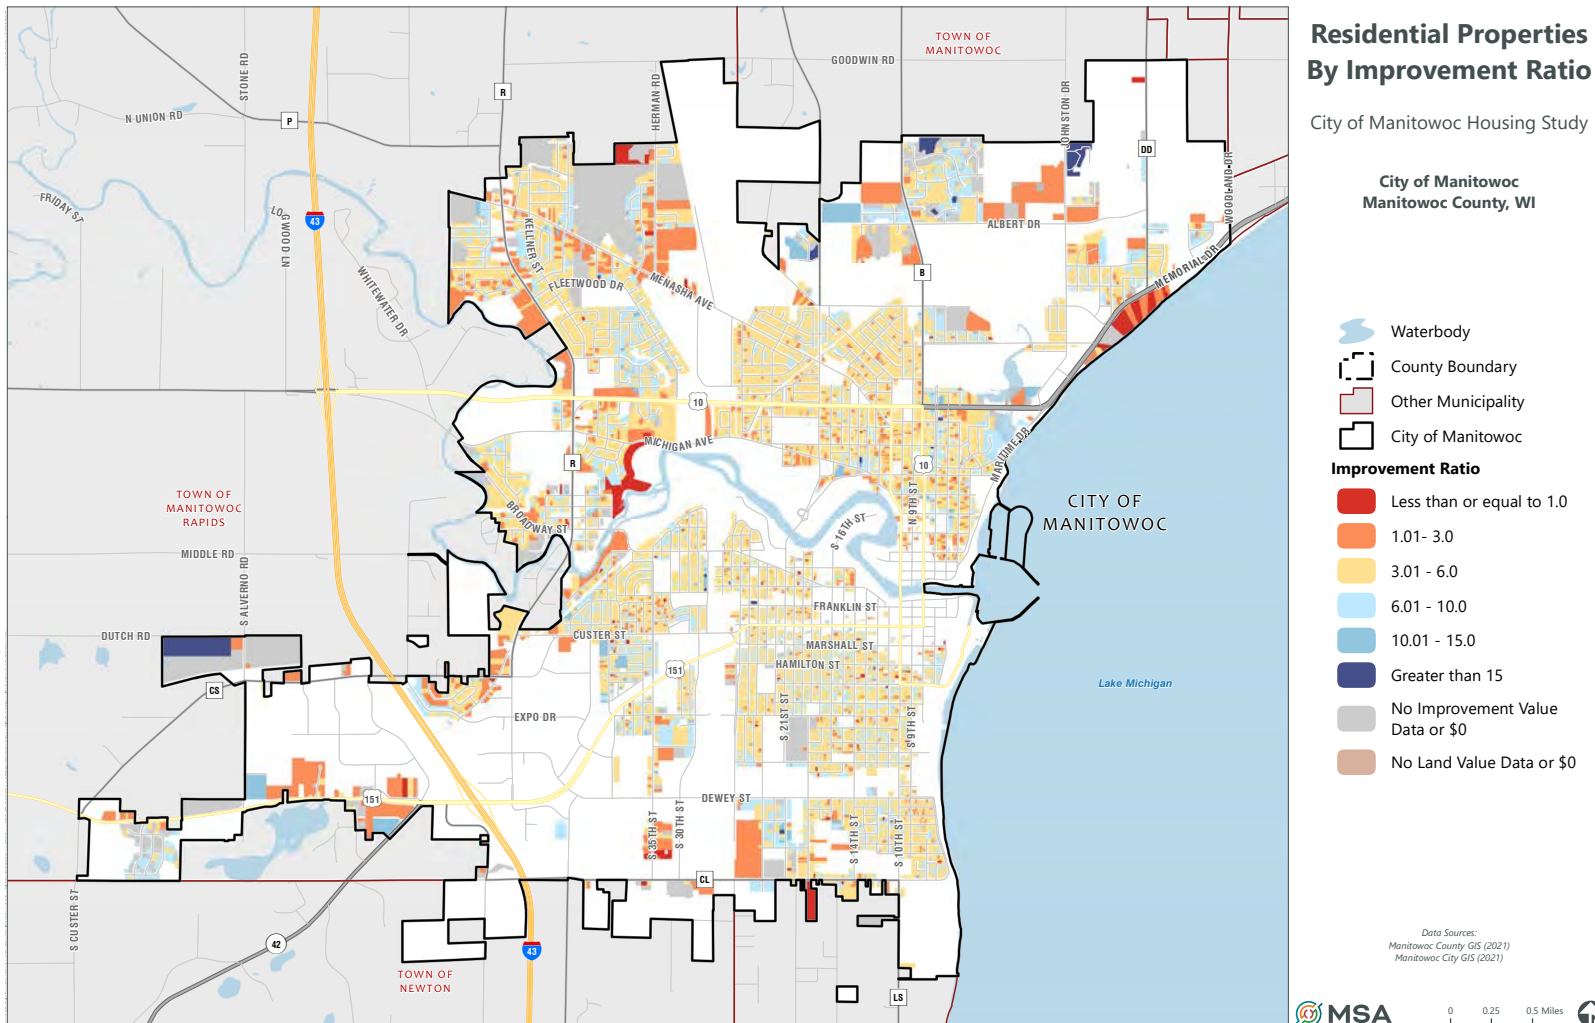 Residential Properties
By Improvement Ratio
City of Manitowoc Housing Study
City of Manitowoc
Manitowoc County, WI
Waterbody
County Boundary
Other Municipality
City of Manitowoc
Improvement Ratio
Less than or equal to 1.0
1.01- 3.0
3.01 - 6.0
6.01 - 10.0
10.01 - 15.0
Greater than 15
No Improvement Value
Data or $0
No Land Value Data or $0
Data Sources:
Manitowoc County GIS (2021)
Manitowoc City GIS (2021)
MSA
0 0.25 0.5 Miles
TOWN OF
MANITOWOC
GOODWIN RD
STONE RD
N UNION RD
P
R
HERMAN RD
JOHNSTON DR
DD
WOODLAND DR
FRIDAY ST
LOGWOOD LN
43
WHITEWATER DR
KELLNER ST
FLEETWOOD DR
MENASHA AVE
ALBERT DR
B
MEMORIAL DR
10
MICHIGAN AVE
R
10
MARITIME DR
N 9TH ST
CITY OF
MANITOWOC
TOWN OF
MANITOWOC
RAPIDS
BROADWAY ST
S 16TH ST
MIDDLE RD
S ALVERNO RD
FRANKLIN ST
DUTCH RD
CUSTER ST
MARSHALL ST
HAMILTON ST
151
CS
Lake Michigan
EXPO DR
S 21ST ST
S 9TH ST
151
DEWEY ST
S 35TH ST
S 30TH ST
S 14TH ST
S 10TH ST
CL
S CUSTER ST
42
43
TOWN OF
NEWTON
LS